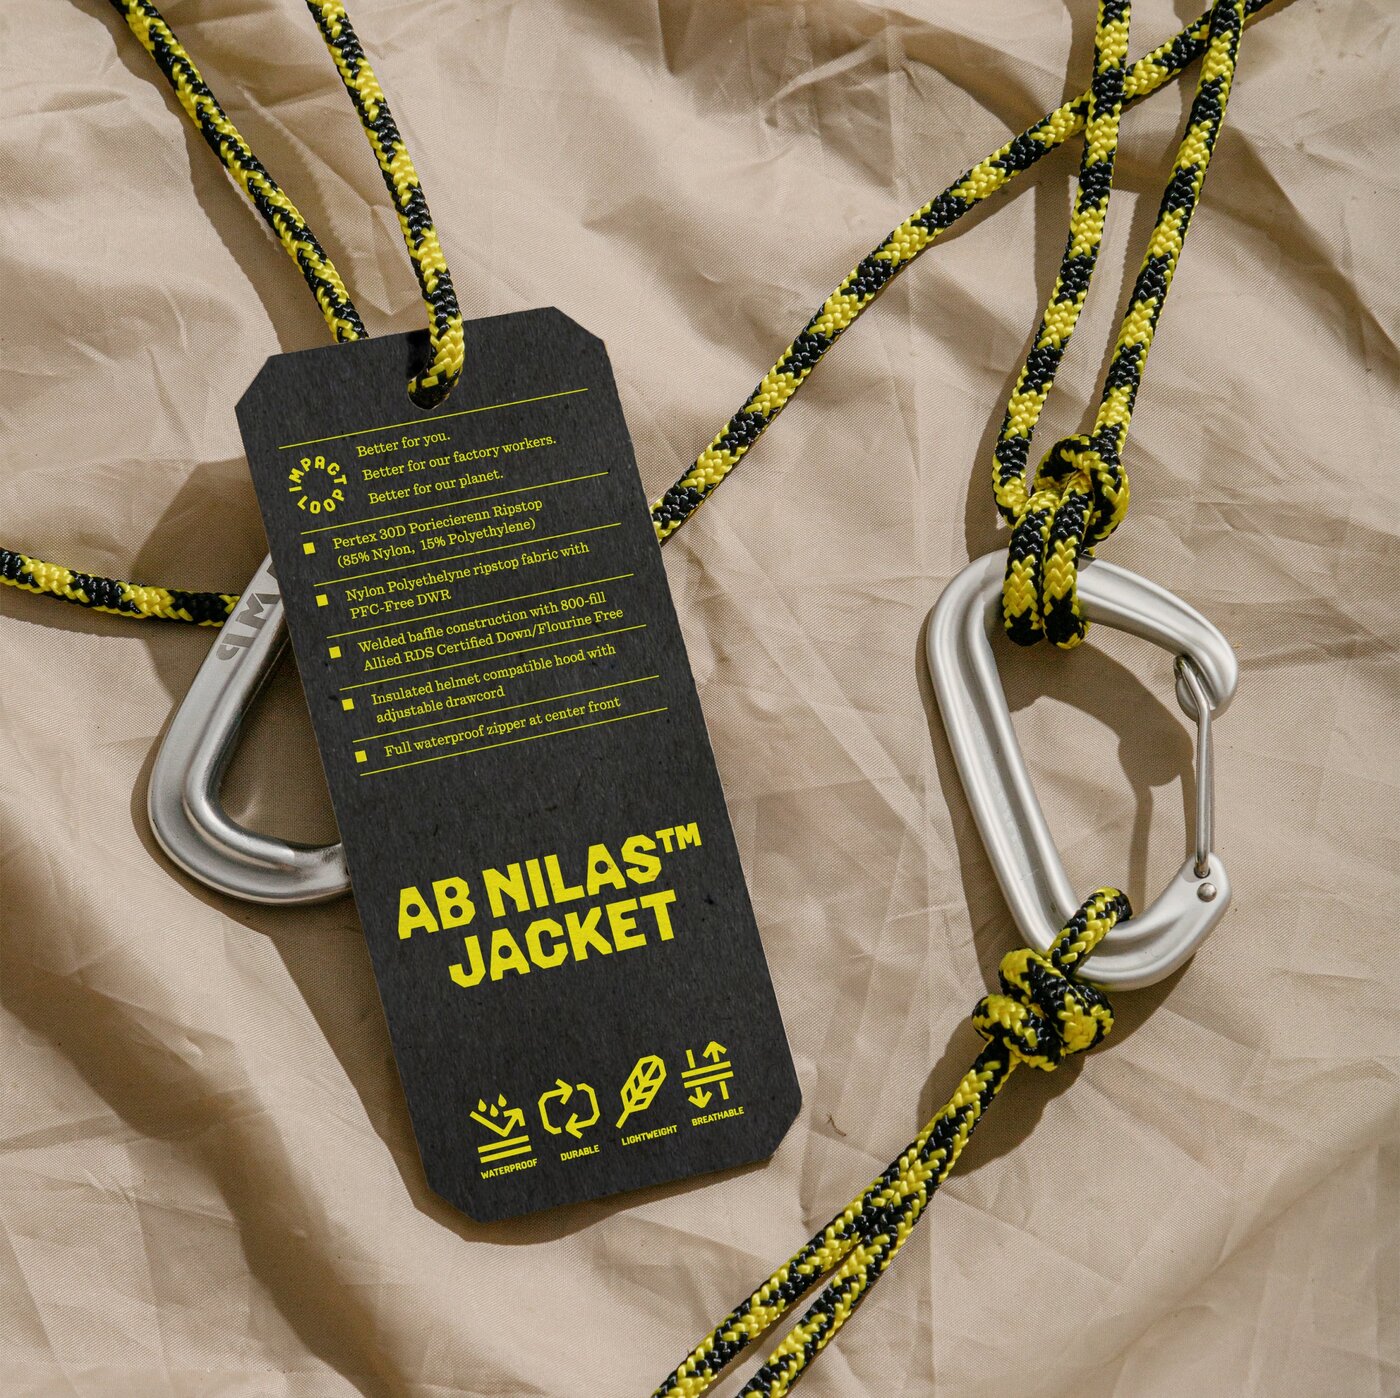 IMPACT LOOP
Better for you.
Better for our factory workers.
Better for our planet.
Pertex 30D Poriecierenn Ripstop
(85% Nylon, 15% Polyethylene)
Nylon Polyethelyne ripstop fabric with
PFC-Free DWR
Welded baffle construction with 800-fill
Allied RDS Certified Down/Flourine Free
Insulated helmet compatible hood with
adjustable drawcord
Full waterproof zipper at center front
AB NILAS™
JACKET
WATERPROOF
DURABLE
LIGHTWEIGHT
BREATHABLE